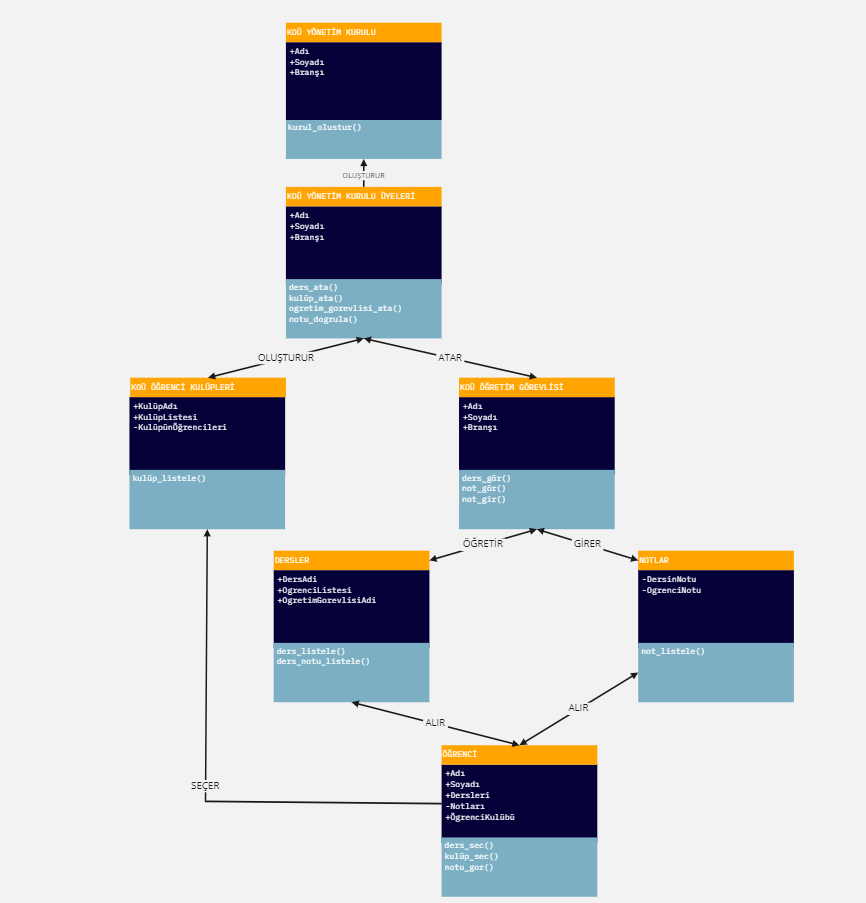 KOÜ YÖNETİM KURULU
+Adı
+Soyadı
+Branşı
kurul_olustur()
OLUŞTURUR
KOÜ YÖNETİM KURULU ÜYELERİ
+Adı
+Soyadı
+Branşı
ders_ata()
kulüp_ata()
ogretim_gorevlisi_ata()
notu_dogrula()
OLUŞTURUR
ATAR
KOÜ ÖĞRENCİ KULÜPLERİ
+KulüpAdı
+KulüpListesi
-KulüpünÖğrencileri
kulüp_listele()
KOÜ ÖĞRETİM GÖREVLİSİ
+Adı
+Soyadı
+Branşı
ders_gör()
not_gör()
not_gir()
ÖĞRETİR
GİRER
DERSLER
+DersAdi
+OgrenciListesi
+OgretimGorevlisiAdi
ders_listele()
ders_notu_listele()
NOTLAR
-DersinNotu
-OgrenciNotu
not_listele()
ALIR
ALIR
SEÇER
ÖĞRENCİ
+Adı
+Soyadı
+Dersleri
-Notları
+ÖgrenciKulübü
ders_sec()
kulüp_sec()
notu_gor()